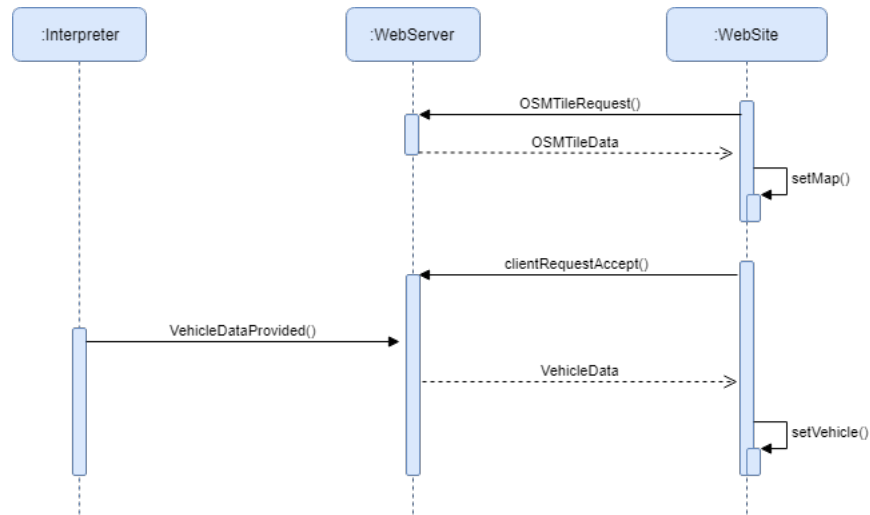 :Interpreter
:WebServer
:WebSite
OSMTileRequest()
OSMTileData
setMap()
clientRequestAccept()
VehicleDataProvided()
VehicleData
setVehicle()